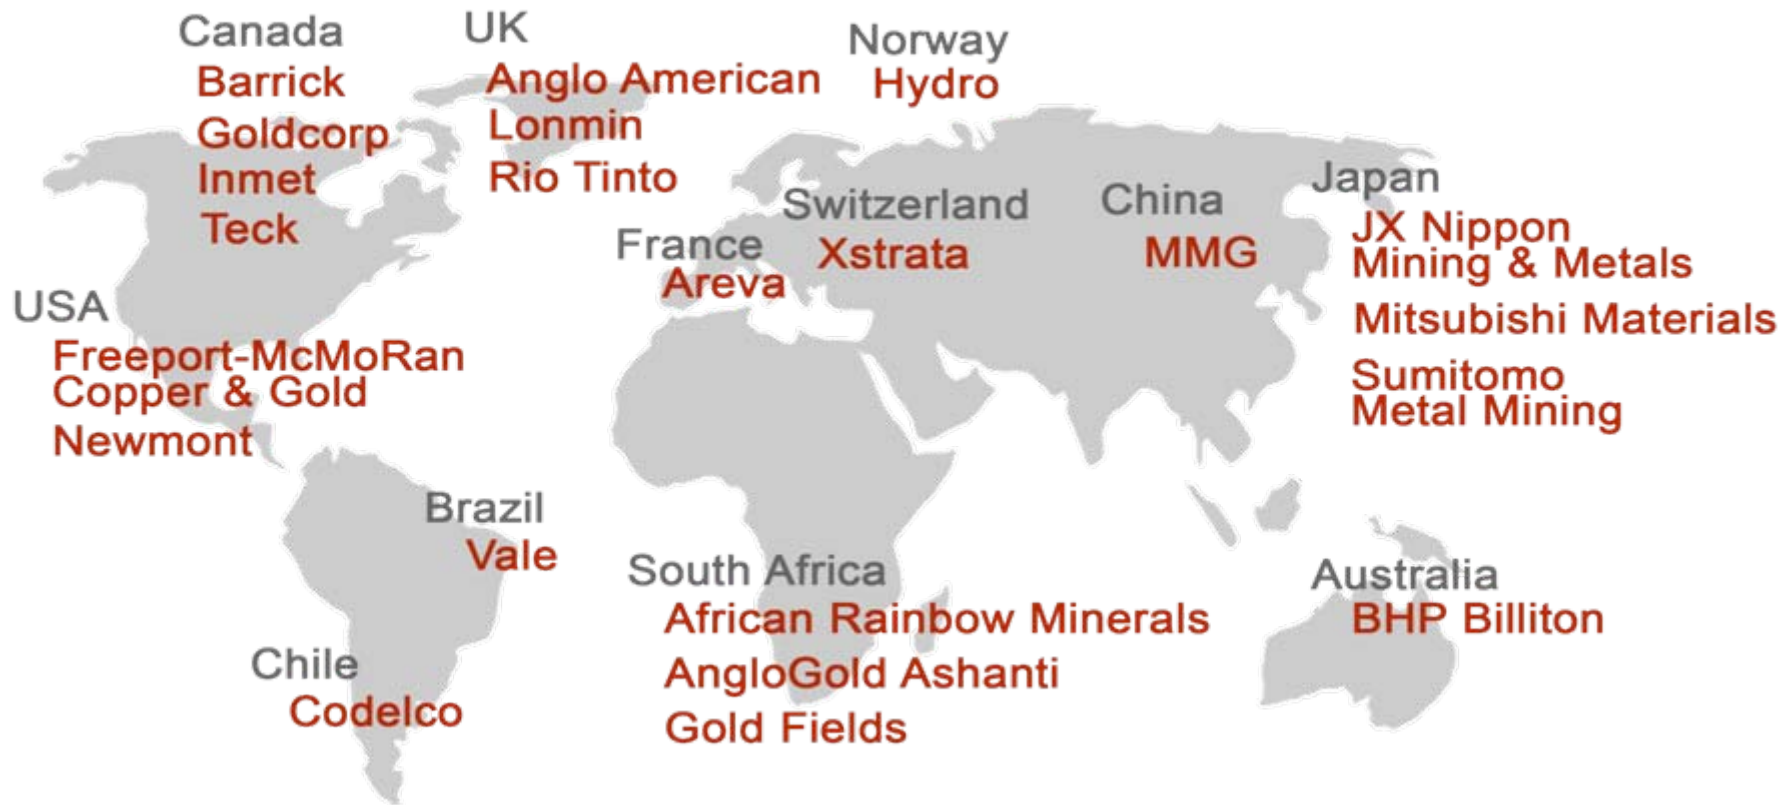 Canada
Barrick
Goldcorp
Inmet
Teck
UK
Anglo American
Lonmin
Rio Tinto
Norway
Hydro
Switzerland
Xstrata
France
Areva
China
MMG
Japan
JX Nippon
Mining & Metals
Mitsubishi Materials
Sumitomo
Metal Mining
USA
Freeport-McMoRan
Copper & Gold
Newmont
Brazil
Vale
Chile
Codelco
South Africa
African Rainbow Minerals
AngloGold Ashanti
Gold Fields
Australia
BHP Billiton